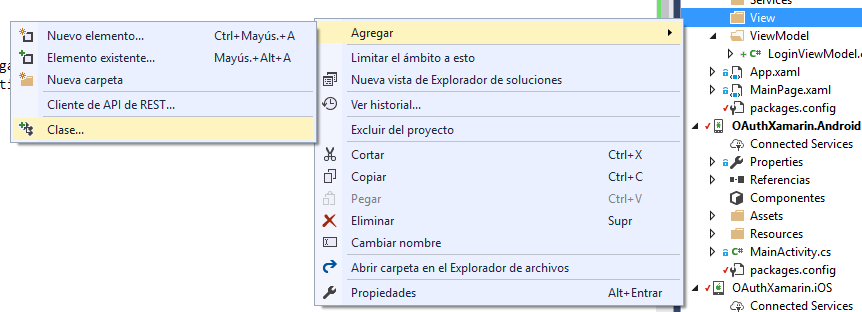 Nuevo elemento... Ctrl+Mayús.+A
Elemento existente... Mayús.+Alt+A
Nueva carpeta
Cliente de API de REST...
Clase...
Agregar
Limitar el ámbito a esto
Nueva vista de Explorador de soluciones
Ver historial...
Excluir del proyecto
Cortar Ctrl+X
Copiar Ctrl+C
Pegar Ctrl+V
Eliminar Supr
Cambiar nombre
Abrir carpeta en el Explorador de archivos
Propiedades Alt+Entrar
Services
View
ViewModel
C# LoginViewModel.c
App.xaml
MainPage.xaml
packages.config
OAuthXamarin.Android
Connected Services
Properties
Referencias
Componentes
Assets
Resources
C# MainActivity.cs
packages.config
OAuthXamarin.iOS
Connected Services